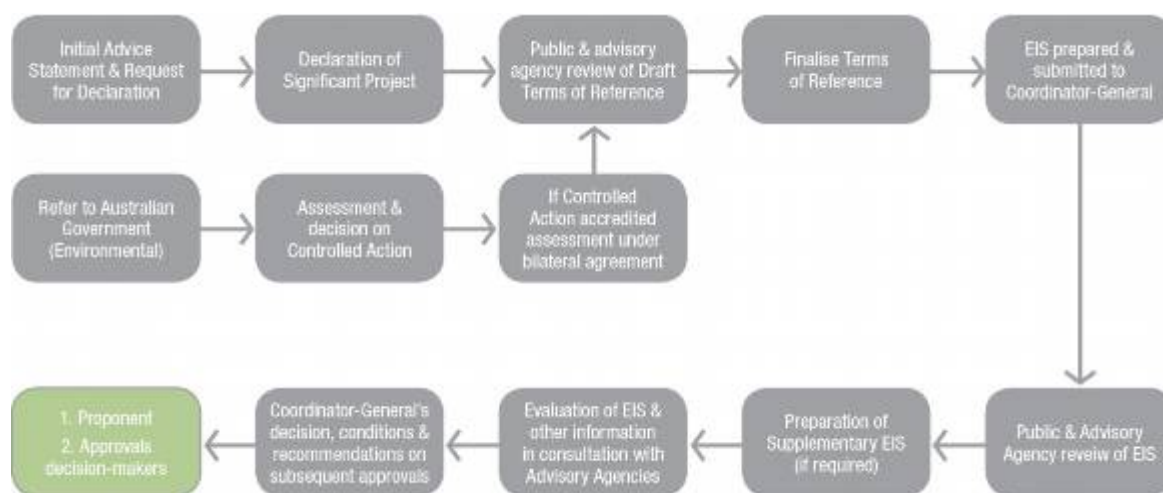 Initial Advice
Statement & Request
for Declaration
Declaration of
Significant Project
Public & advisory
agency review of Draft
Terms of Reference
Finalise Terms
of Reference
EIS prepared &
submitted to
Coordinator-General
Refer to Australian
Government
(Environmental)
Assessment &
decision on
Controlled Action
If Controlled
Action accredited
assessment under
bilateral agreement
1. Proponent
2. Approvals
decision-makers
Coordinator-General's
decision, conditions &
recommendations on
subsequent approvals
Evaluation of EIS &
other information
in consultation with
Advisory Agencies
Preparation of
Supplementary EIS
(if required)
Public & Advisory
Agency reveiw of EIS